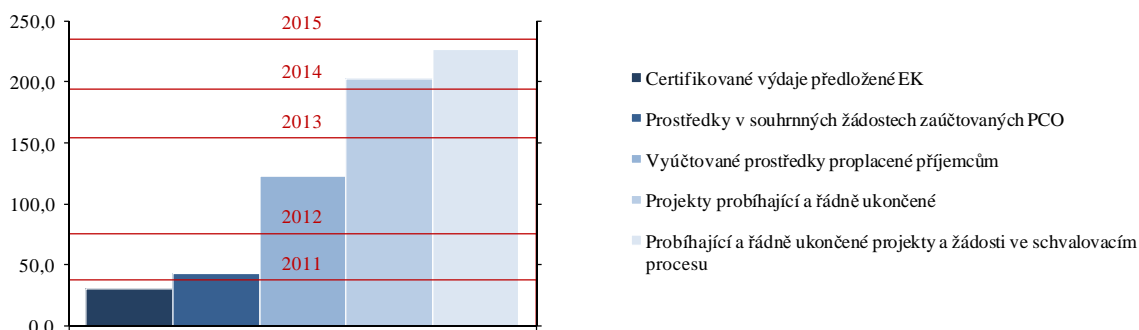 250,0
200,0
150,0
100,0
50,0
0,0
2015
2014
2013
2012
2011
Certifikované výdaje předložené EK
Prostředky v souhrnných žádostech zaúčtovaných PCO
Vyúčtované prostředky proplacené příjemcům
Projekty probíhající a řádně ukončené
Probíhající a řádně ukončené projekty a žádosti ve schvalovacím
procesu